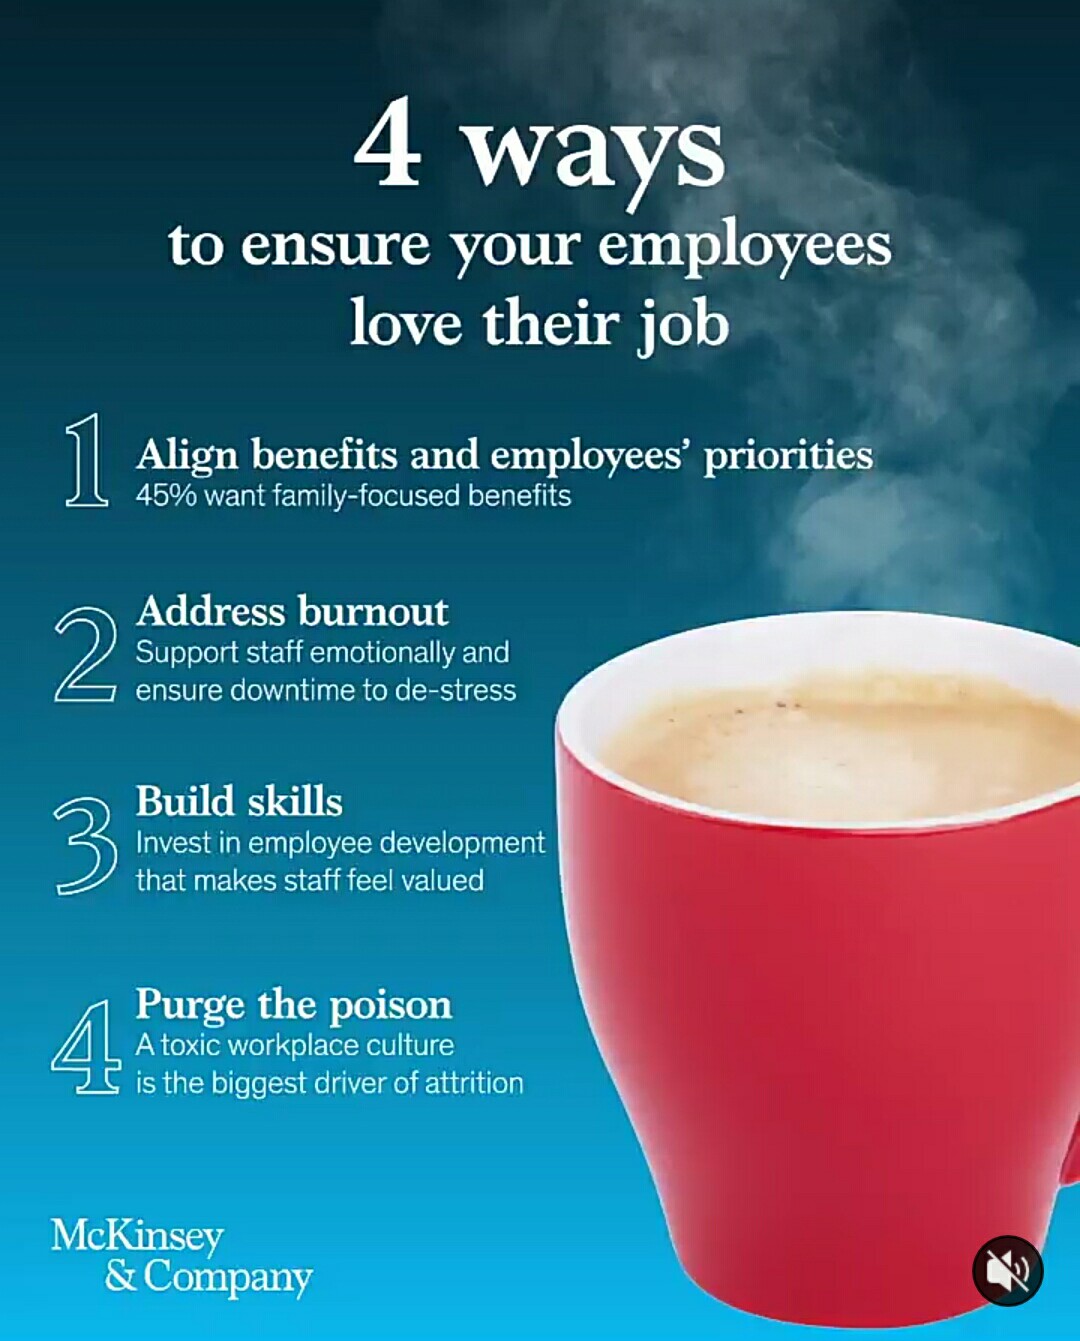 4 ways
to ensure your employees
love their job
1
Align benefits and employees’ priorities
45% want family-focused benefits
2
Address burnout
Support staff emotionally and
ensure downtime to de-stress
3
Build skills
Invest in employee development
that makes staff feel valued
4
Purge the poison
A toxic workplace culture
is the biggest driver of attrition
McKinsey
& Company